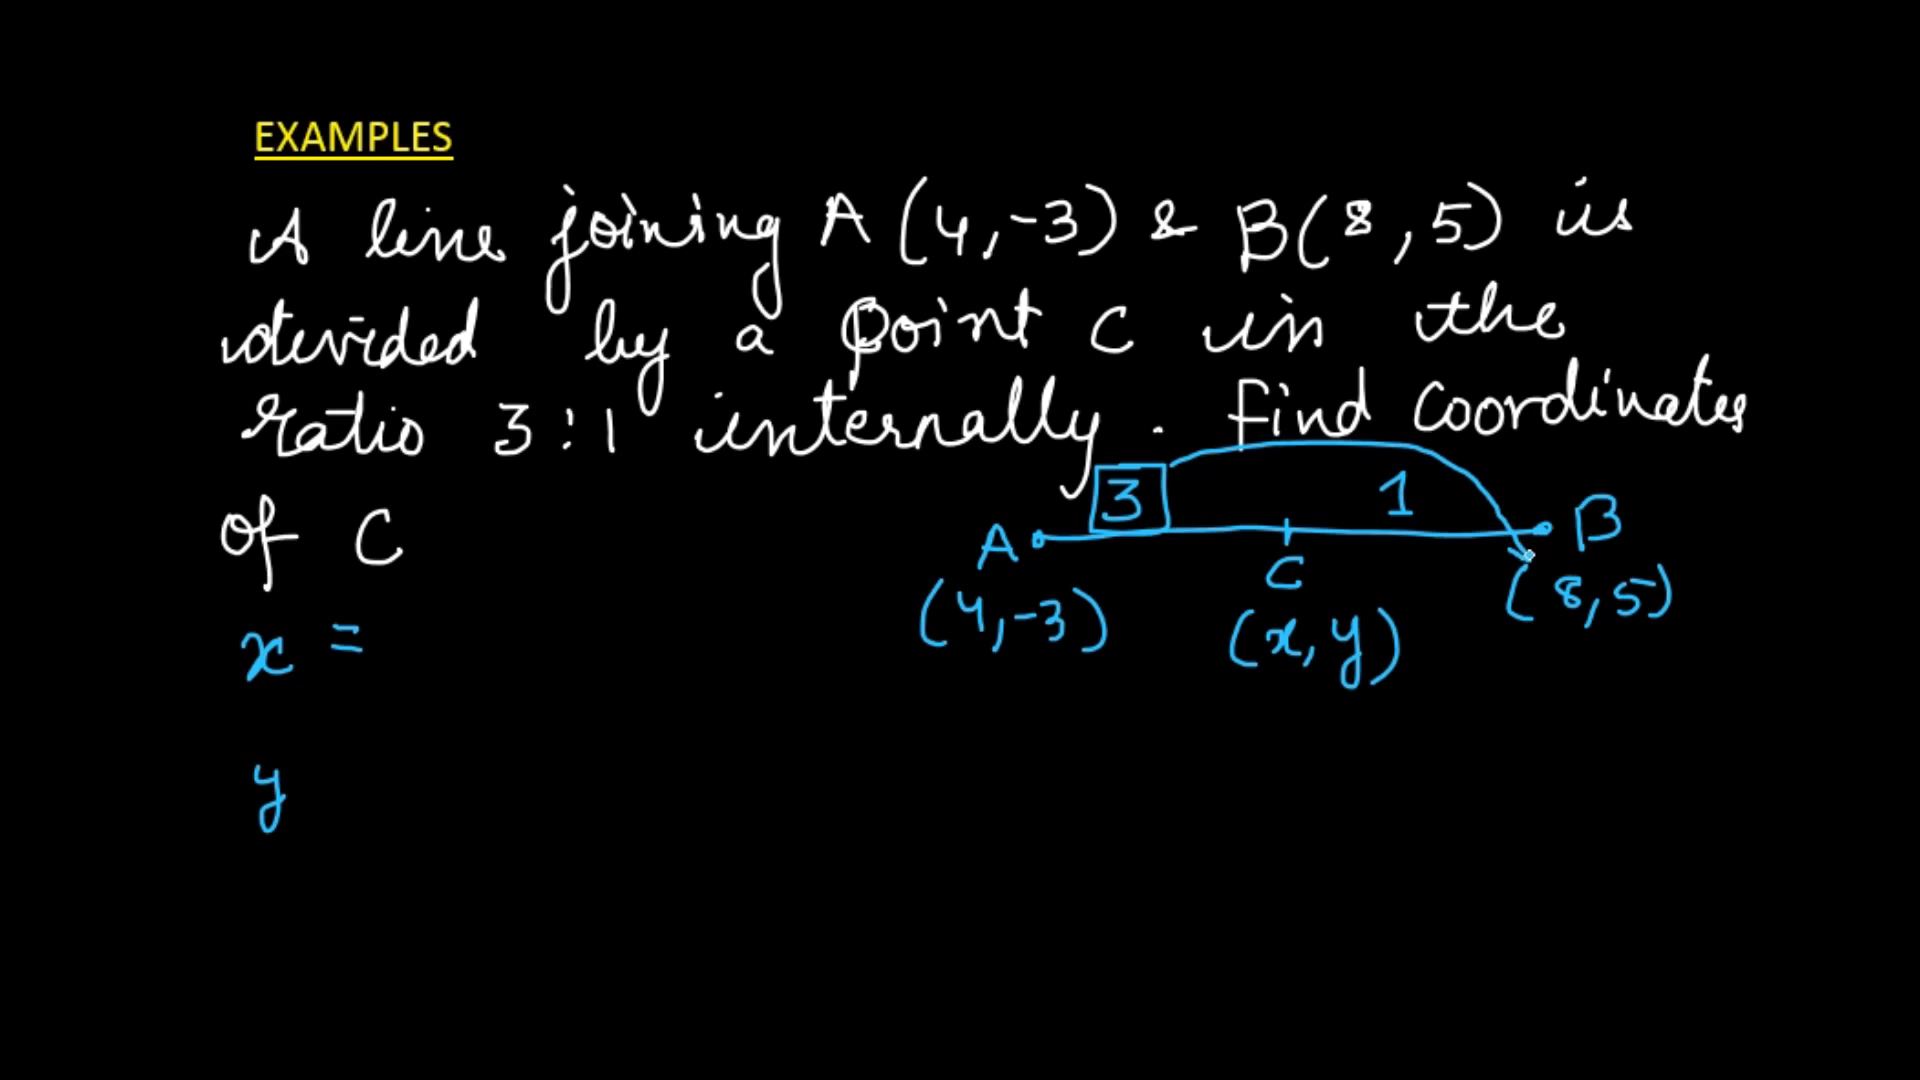 EXAMPLES
A line joining A (4,-3) & B(8,5) is
divided by a point C in the
ratio 3:1 internally. find coordinates
of C
3 1
A B
C
(4,-3) (x,y) (8,5)
x =
y